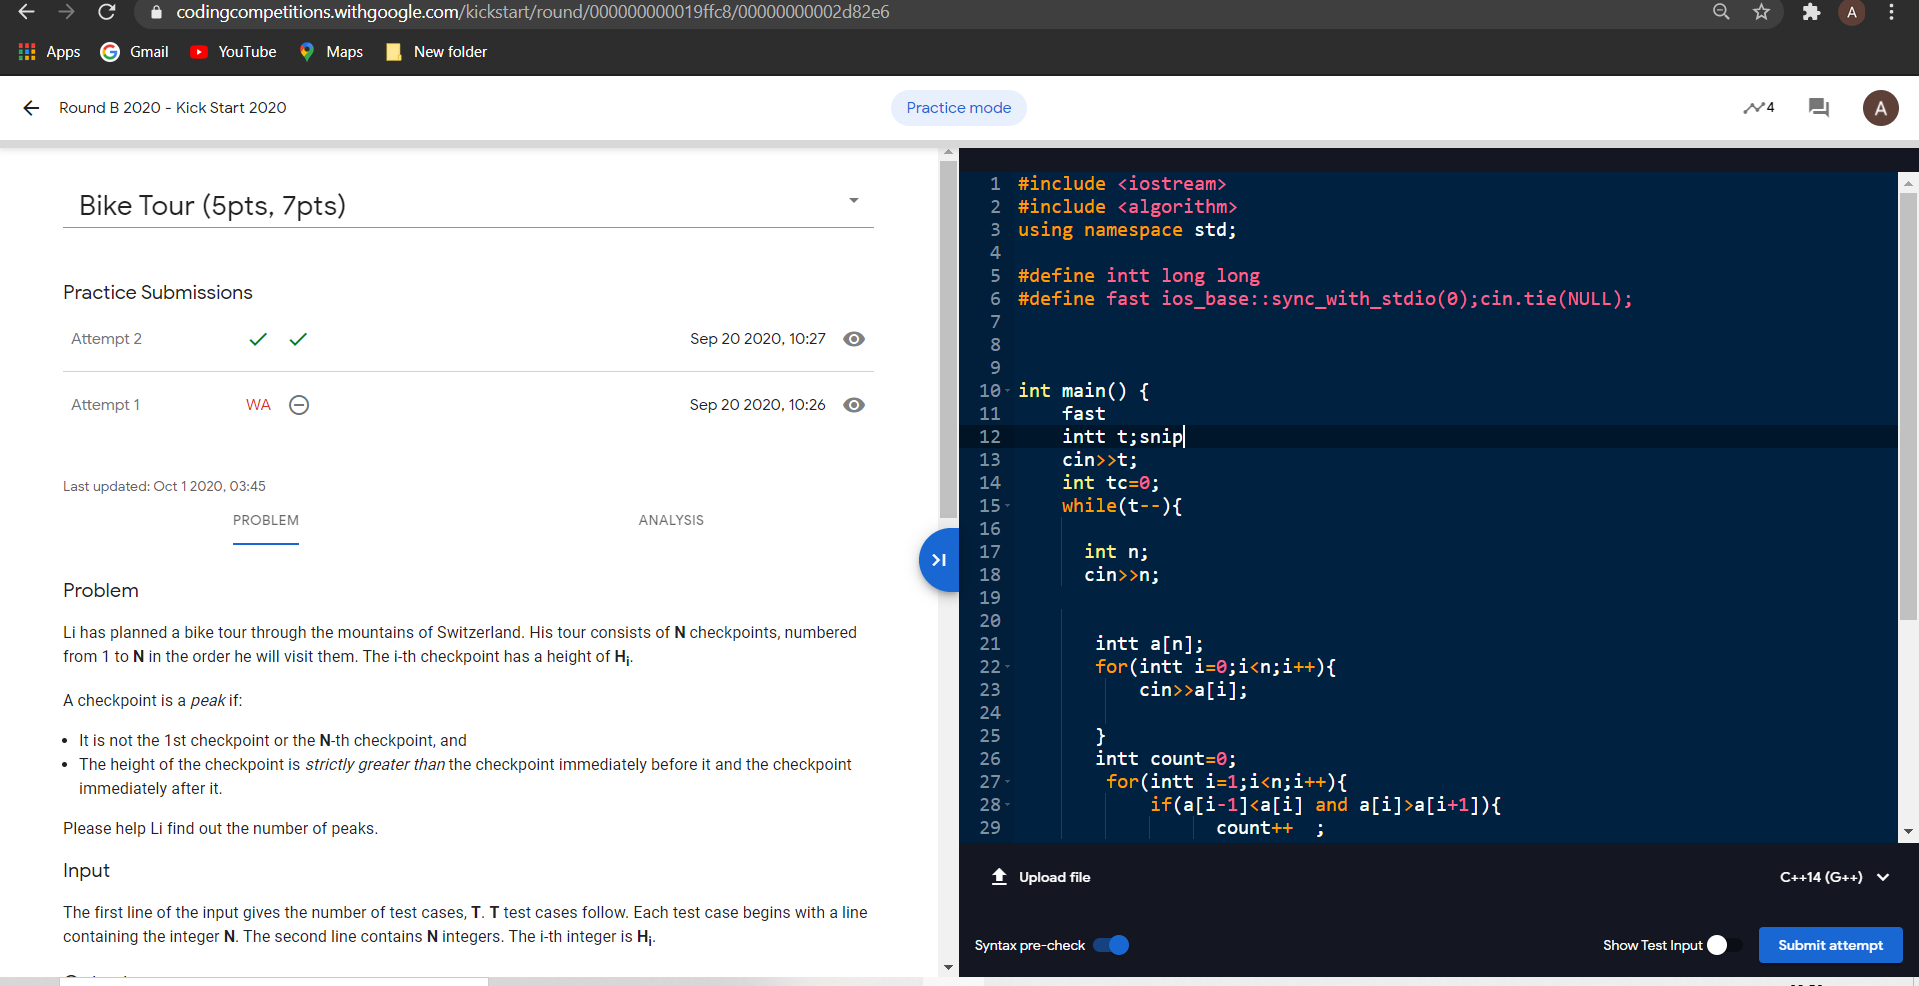 codingcompetitions.withgoogle.com/kickstart/round/000000000019ffc8/00000000002d82e6
A
Apps Gmail YouTube Maps New folder
Round B 2020 - Kick Start 2020
Practice mode
4
A
Bike Tour (5pts, 7pts)
Practice Submissions
Attempt 2 Sep 20 2020, 10:27
Attempt 1 WA Sep 20 2020, 10:26
Last updated: Oct 1 2020, 03:45
PROBLEM ANALYSIS
Problem
Li has planned a bike tour through the mountains of Switzerland. His tour consists of N checkpoints, numbered
from 1 to N in the order he will visit them. The i-th checkpoint has a height of Hi.
A checkpoint is a peak if:
• It is not the 1st checkpoint or the N-th checkpoint, and
• The height of the checkpoint is strictly greater than the checkpoint immediately before it and the checkpoint
immediately after it.
Please help Li find out the number of peaks.
Input
The first line of the input gives the number of test cases, T. T test cases follow. Each test case begins with a line
containing the integer N. The second line contains N integers. The i-th integer is Hi.
1 #include <iostream>
2 #include <algorithm>
3 using namespace std;
4
5 #define intt long long
6 #define fast ios_base::sync_with_stdio(0);cin.tie(NULL);
7
8
9
10 int main() {
11 fast
12 intt t;snip
13 cin>>t;
14 int tc=0;
15 while(t--){
16
17 int n;
18 cin>>n;
19
20
21 intt a[n];
22 for(intt i=0;i<n;i++){
23 cin>>a[i];
24
25 }
26 intt count=0;
27 for(intt i=1;i<n;i++){
28 if(a[i-1]<a[i] and a[i]>a[i+1]){
29 count++ ;
Upload file
C++14 (G++)
Syntax pre-check
Show Test Input
Submit attempt